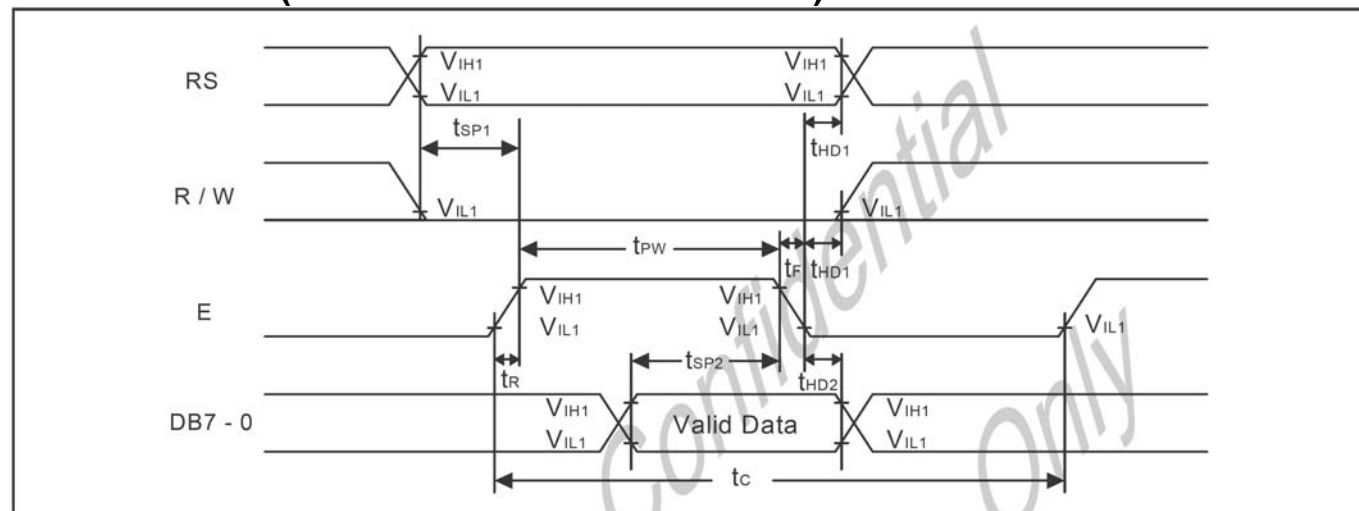 RS
VIH1
VIH1
VIL1
VIL1
tSP1
tHD1
R / W
VIL1
VIL1
tPW
tF
tHD1
E
VIH1
VIH1
VIL1
VIL1
VIL1
tR
tSP2
tHD2
DB7 - 0
VIH1
VIL1
Valid Data
VIH1
VIL1
tC
Confidential
Only